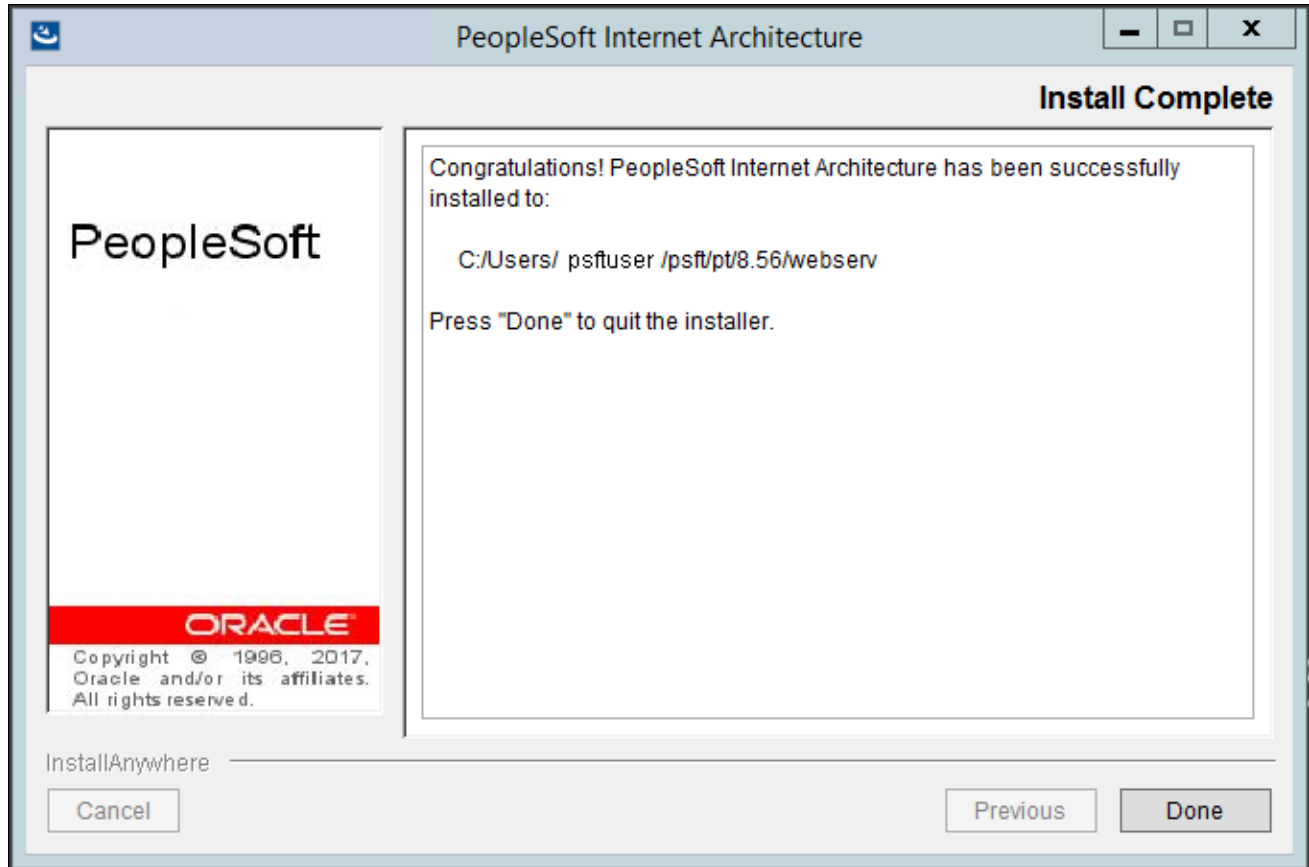 PeopleSoft Internet Architecture
Install Complete
PeopleSoft
ORACLE
Copyright © 1996, 2017,
Oracle and/or its affiliates.
All rights reserved.
Congratulations! PeopleSoft Internet Architecture has been successfully
installed to:
C:/Users/ psftuser /psft/pt/8.56/webserv
Press "Done" to quit the installer.
InstallAnywhere
Cancel
Previous
Done